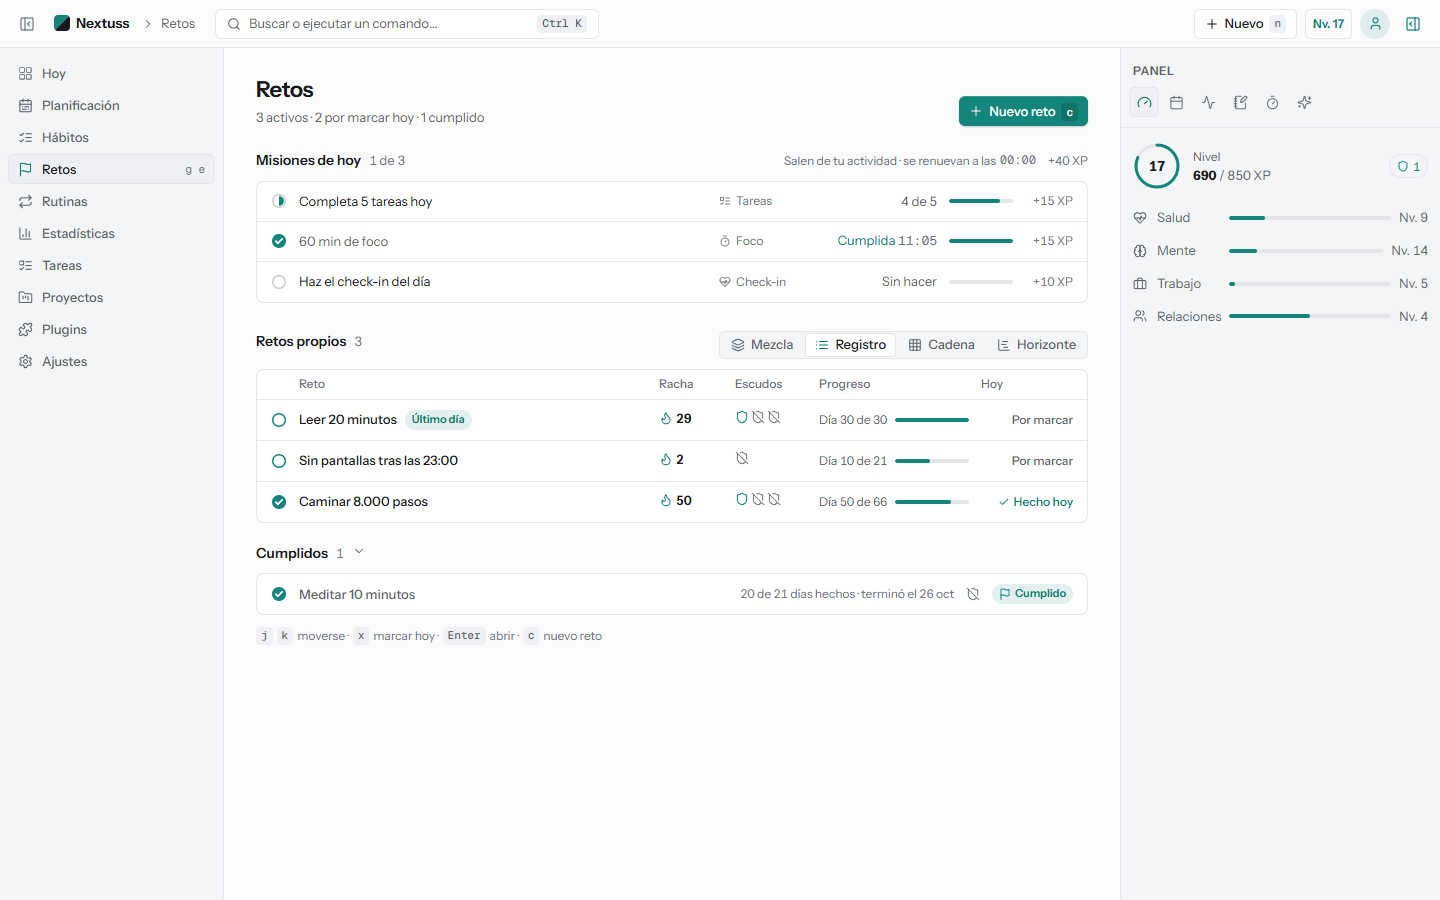 Nextuss
Retos
Buscar o ejecutar un comando...
Ctrl K
Nuevo n
Nv. 17
Hoy
Planificación
Hábitos
Retos g e
Rutinas
Estadísticas
Tareas
Proyectos
Plugins
Ajustes
Retos
3 activos · 2 por marcar hoy · 1 cumplido
Nuevo reto c
Misiones de hoy 1 de 3
Salen de tu actividad · se renuevan a las 00:00 +40 XP
Completa 5 tareas hoy Tareas 4 de 5 +15 XP
60 min de foco Foco Cumplida 11:05 +15 XP
Haz el check-in del día Check-in Sin hacer +10 XP
Retos propios 3
Mezcla Registro Cadena Horizonte
Reto Racha Escudos Progreso Hoy
Leer 20 minutos Último día 29 Día 30 de 30 Por marcar
Sin pantallas tras las 23:00 2 Día 10 de 21 Por marcar
Caminar 8.000 pasos 50 Día 50 de 66 Hecho hoy
Cumplidos 1
Meditar 10 minutos 20 de 21 días hechos · terminó el 26 oct Cumplido
j k moverse · x marcar hoy · Enter abrir · c nuevo reto
PANEL
17
Nivel
690 / 850 XP
1
Salud Nv. 9
Mente Nv. 14
Trabajo Nv. 5
Relaciones Nv. 4